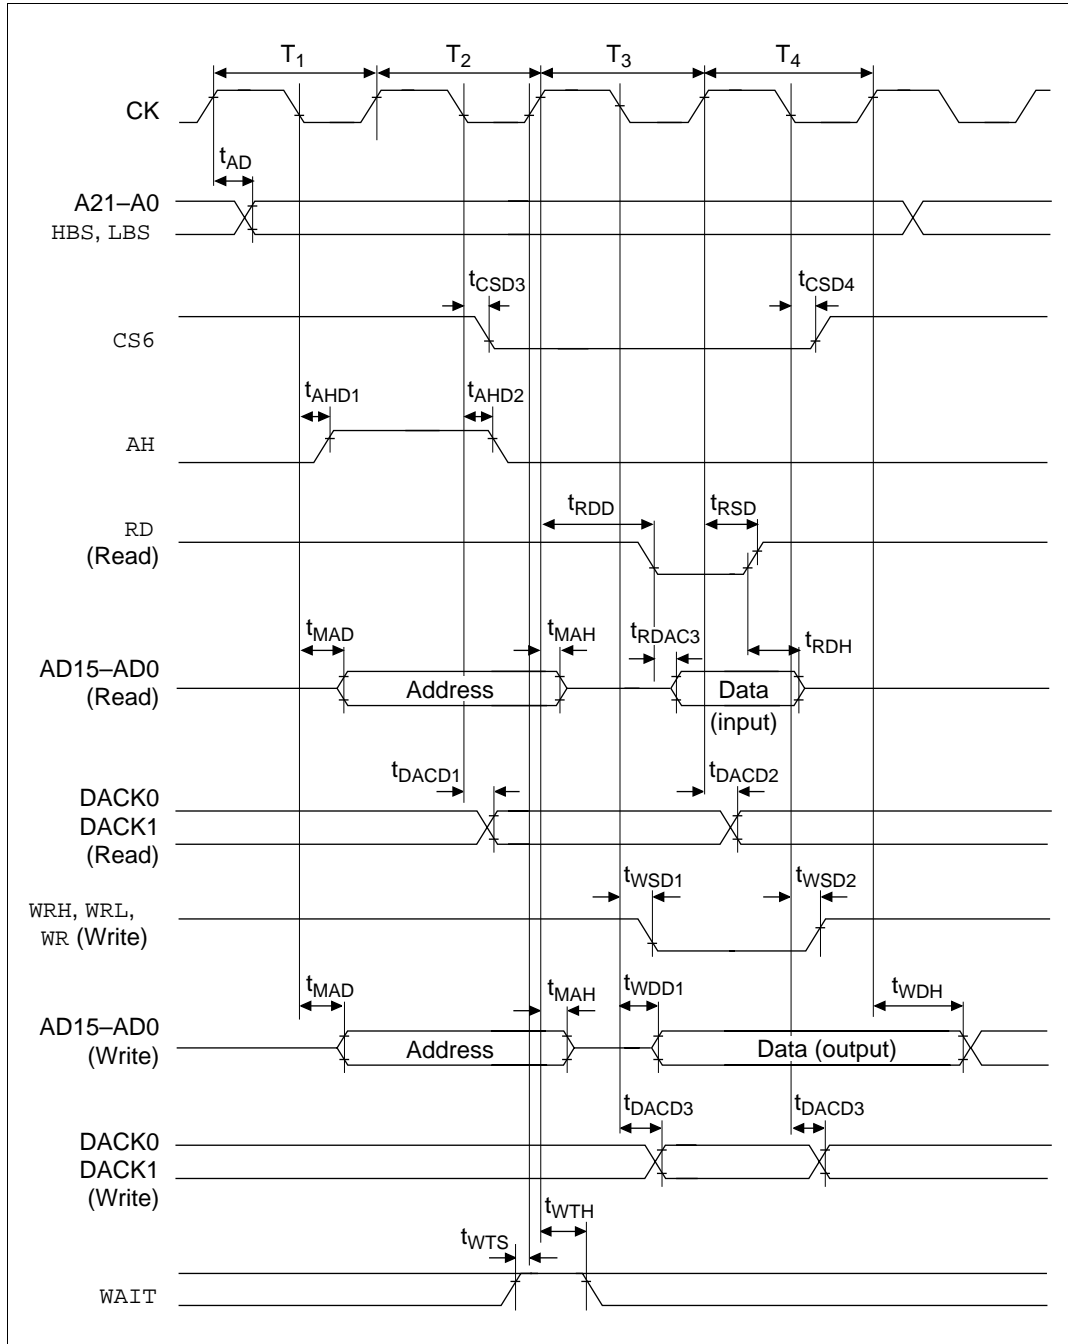 T1 T2 T3 T4
CK
tAD
A21–A0
HBS, LBS
tCSD3 tCSD4
CS6
tAHD1 tAHD2
AH
tRDD tRSD
RD
(Read)
tMAD tMAH tRDAC3 tRDH
AD15–AD0
(Read)
Address Data
(input)
tDACD1 tDACD2
DACK0
DACK1
(Read)
tWSD1 tWSD2
WRH, WRL,
WR (Write)
tMAD tMAH tWDD1 tWDH
AD15–AD0
(Write)
Address Data (output)
tDACD3 tDACD3
DACK0
DACK1
(Write)
tWTH
tWTS
WAIT